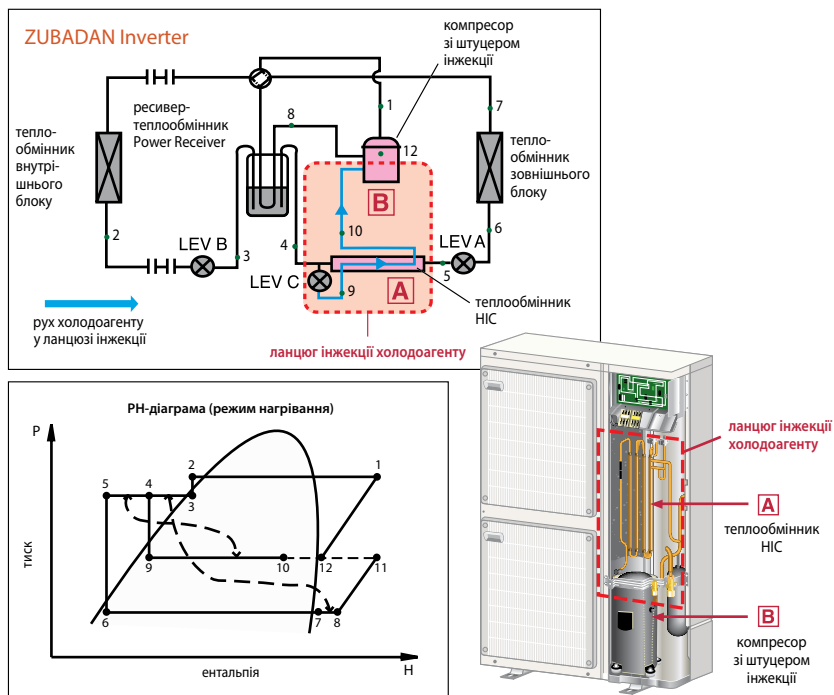 ZUBADAN Inverter
компресор
зі штуцером
інжекції
ресивер-
теплообмінник
Power Receiver
8
1
7
12
тепло-
обмінник
внутрі-
шнього
блоку
тепло-
обмінник
зовнішнього
блоку
B
10
2
LEV B
3
4
LEV A
6
5
LEV C
9
A
теплообмінник
HIC
рух холодоагенту
у ланцюзі інжекції
ланцюг інжекції холодоагенту
PH-діаграма (режим нагрівання)
P
тиск
5
4
2
3
1
9
10
12
11
6
7
8
ентальпія
H
ланцюг інжекції
холодоагенту
A
теплообмінник
HIC
B
компресор
зі штуцером
інжекції